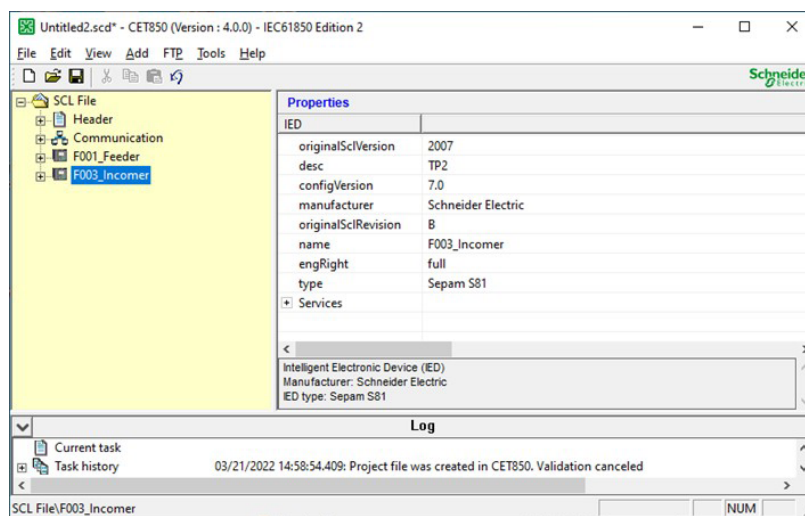 Untitled2.scd* - CET850 (Version : 4.0.0) - IEC61850 Edition 2
File Edit View Add FTP Tools Help
Schneider
Electric
SCL File
Header
Communication
F001_Feeder
F003_Incomer
Properties
IED
originalSclVersion 2007
desc TP2
configVersion 7.0
manufacturer Schneider Electric
originalSclRevision B
name F003_Incomer
engRight full
type Sepam S81
Services
Intelligent Electronic Device (IED)
Manufacturer: Schneider Electric
IED type: Sepam S81
Log
Current task
Task history 03/21/2022 14:58:54.409: Project file was created in CET850. Validation canceled
SCL File\F003_Incomer NUM